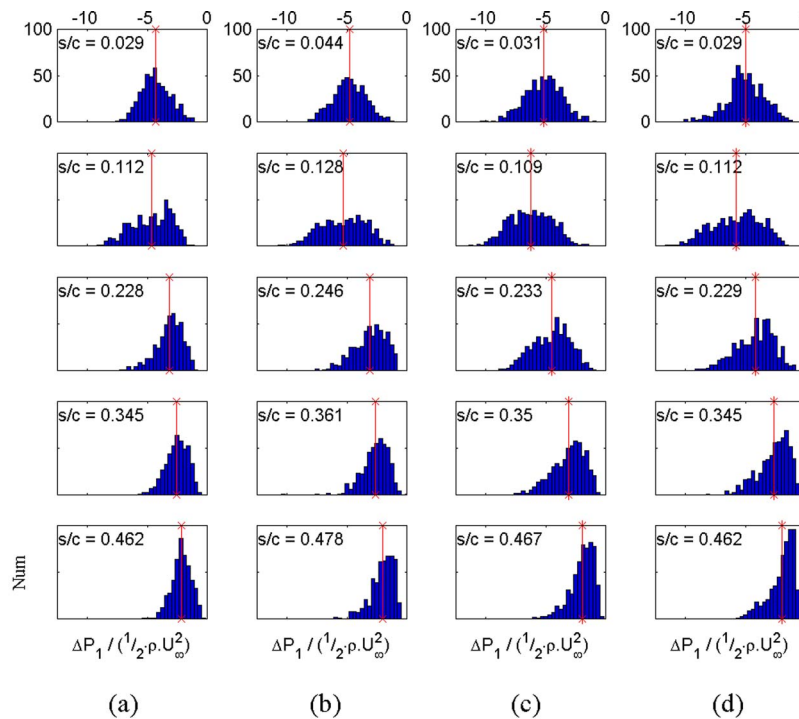 -10 -5 0 -10 -5 0 -10 -5 0 -10 -5
100 100 100 100
s/c = 0.029 s/c = 0.044 s/c = 0.031 s/c = 0.029
50 50 50 50
0 0 0 0
s/c = 0.112 s/c = 0.128 s/c = 0.109 s/c = 0.112
s/c = 0.228 s/c = 0.246 s/c = 0.233 s/c = 0.229
s/c = 0.345 s/c = 0.361 s/c = 0.35 s/c = 0.345
s/c = 0.462 s/c = 0.478 s/c = 0.467 s/c = 0.462
Num
ΔP₁ / (¹/₂·ρ.U²∞) ΔP₁ / (¹/₂·ρ.U²∞) ΔP₁ / (¹/₂·ρ.U²∞) ΔP₁ / (¹/₂·ρ.U²∞)
(a) (b) (c) (d)